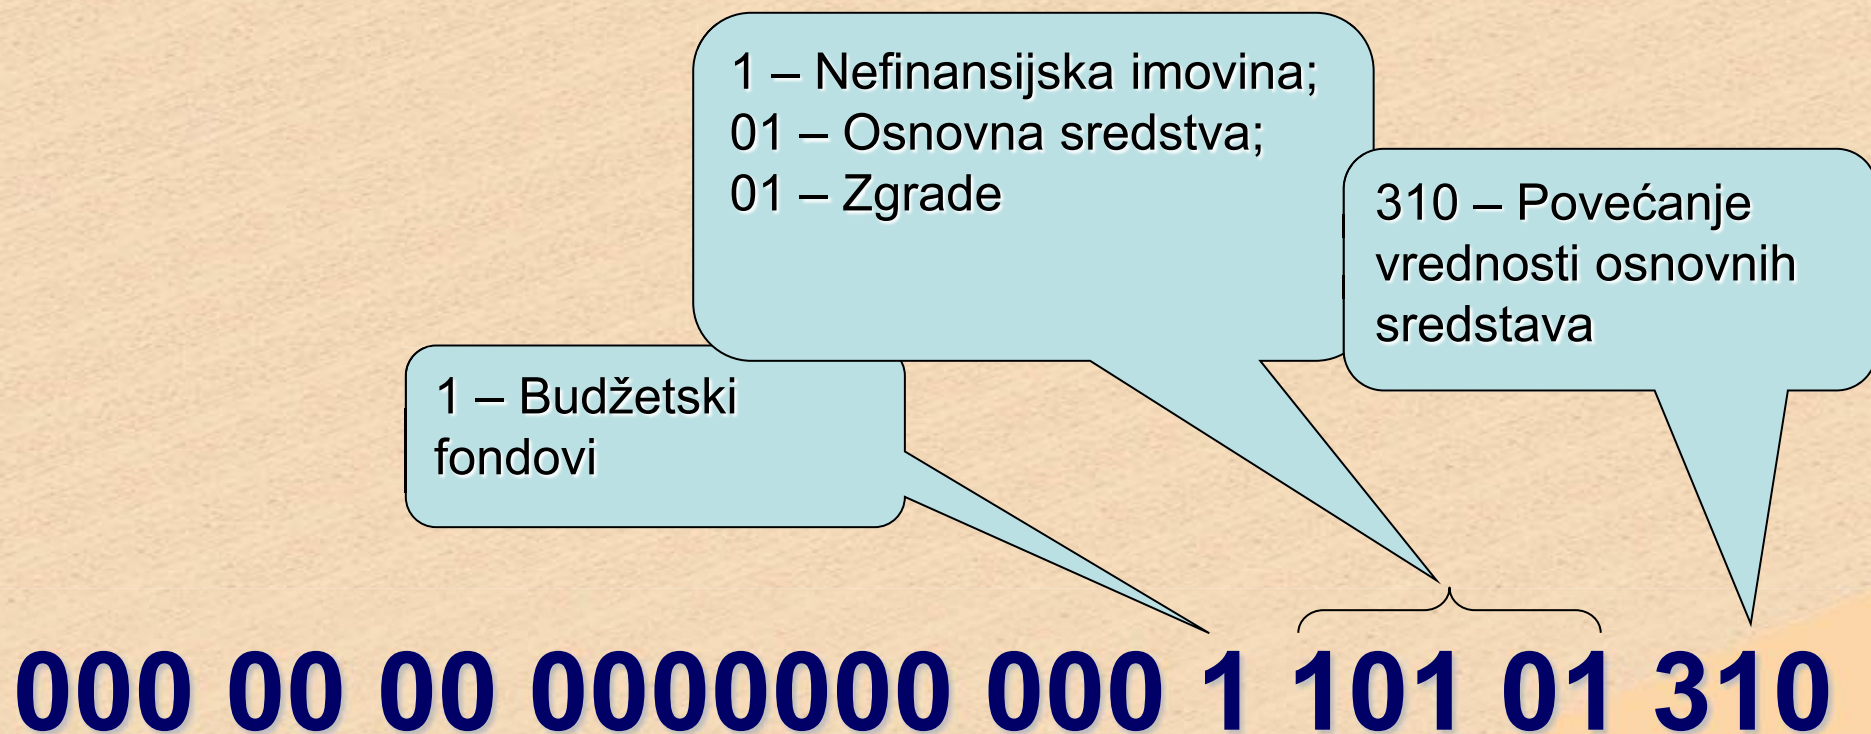 1 – Nefinansijska imovina;
01 – Osnovna sredstva;
01 – Zgrade
310 – Povećanje
vrednosti osnovnih
sredstava
1 – Budžetski
fondovi
000 00 00 0000000 000 1 101 01 310